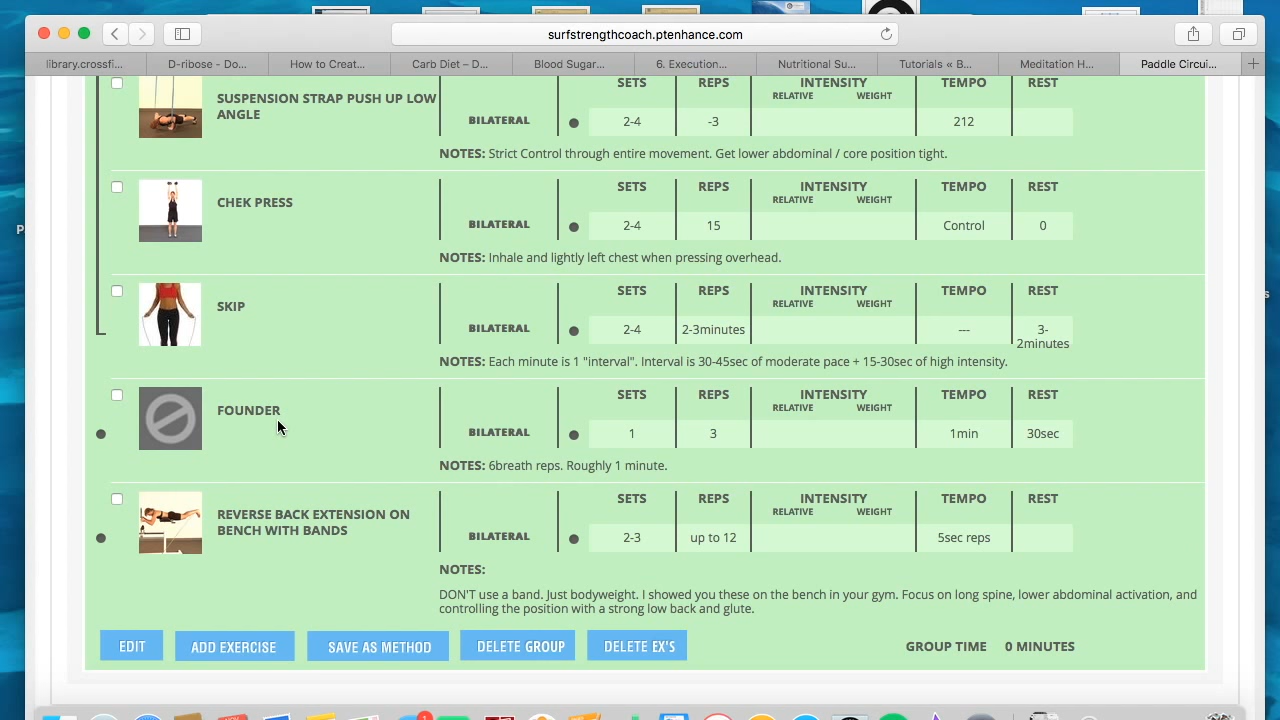 surfstrengthcoach.ptenhance.com
library.crossfi... D-ribose - Do... How to Creat... Carb Diet – D... Blood Sugar... 6. Execution... Nutritional Su... Tutorials « B... Meditation H... Paddle Circui...
SETS REPS INTENSITY TEMPO REST
RELATIVE WEIGHT
SUSPENSION STRAP PUSH UP LOW
ANGLE
BILATERAL 2-4 -3 212
NOTES: Strict Control through entire movement. Get lower abdominal / core position tight.
SETS REPS INTENSITY TEMPO REST
RELATIVE WEIGHT
CHEK PRESS
BILATERAL 2-4 15 Control 0
NOTES: Inhale and lightly left chest when pressing overhead.
SETS REPS INTENSITY TEMPO REST
RELATIVE WEIGHT
SKIP
BILATERAL 2-4 2-3minutes --- 3-
2minutes
NOTES: Each minute is 1 "interval". Interval is 30-45sec of moderate pace + 15-30sec of high intensity.
SETS REPS INTENSITY TEMPO REST
RELATIVE WEIGHT
FOUNDER
BILATERAL 1 3 1min 30sec
NOTES: 6breath reps. Roughly 1 minute.
SETS REPS INTENSITY TEMPO REST
RELATIVE WEIGHT
REVERSE BACK EXTENSION ON
BENCH WITH BANDS
BILATERAL 2-3 up to 12 5sec reps
NOTES:
DON'T use a band. Just bodyweight. I showed you these on the bench in your gym. Focus on long spine, lower abdominal activation, and
controlling the position with a strong low back and glute.
EDIT ADD EXERCISE SAVE AS METHOD DELETE GROUP DELETE EX'S GROUP TIME 0 MINUTES